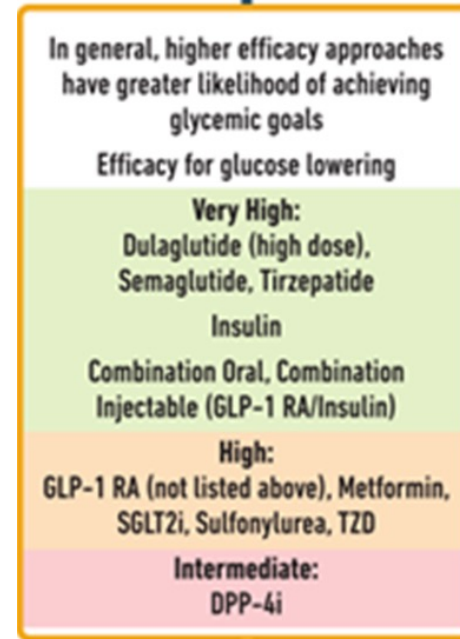 In general, higher efficacy approaches
have greater likelihood of achieving
glycemic goals
Efficacy for glucose lowering
Very High:
Dulaglutide (high dose),
Semaglutide, Tirzepatide
Insulin
Combination Oral, Combination
Injectable (GLP-1 RA/Insulin)
High:
GLP-1 RA (not listed above), Metformin,
SGLT2i, Sulfonylurea, TZD
Intermediate:
DPP-4i